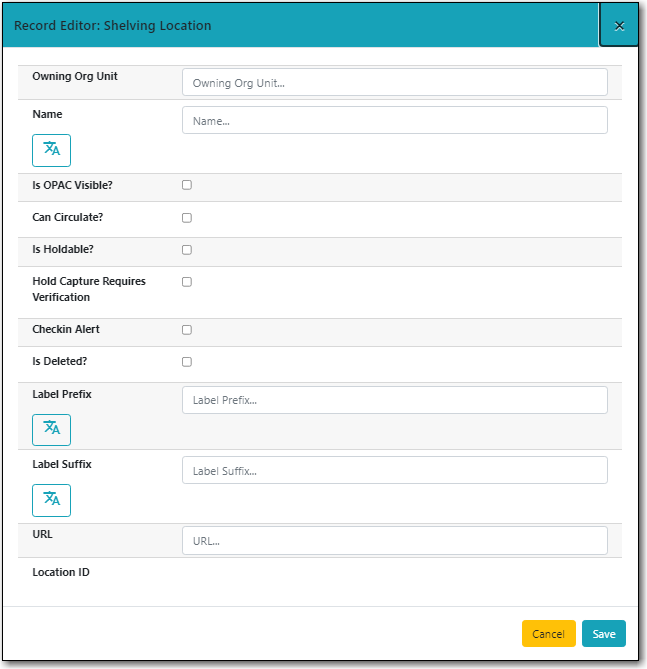 Record Editor: Shelving Location
×
Owning Org Unit
Owning Org Unit...
Name
Name...
Is OPAC Visible?
Can Circulate?
Is Holdable?
Hold Capture Requires
Verification
Checkin Alert
Is Deleted?
Label Prefix
Label Prefix...
Label Suffix
Label Suffix...
URL
URL...
Location ID
Cancel
Save